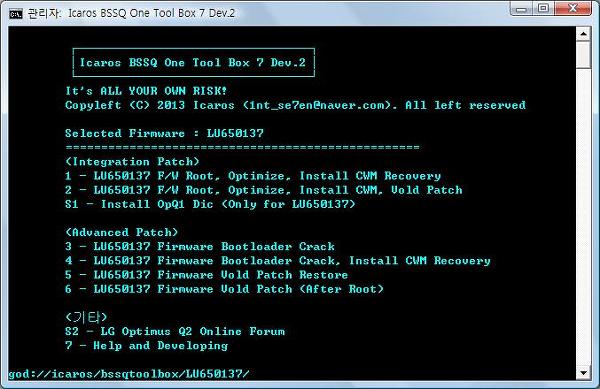 관리자:  Icaros BSSQ One Tool Box 7 Dev.2
Icaros BSSQ One Tool Box 7 Dev.2
It's ALL YOUR OWN RISK!
Copyleft (C) 2013 Icaros (int_se7en@naver.com). All left reserved
Selected Firmware : LU650137
==================================================
(Integration Patch)
1 - LU650137 F/W Root, Optimize, Install CWM Recovery
2 - LU650137 F/W Root, Optimize, Install CWM, Vold Patch
S1 - Install OpQ1 Dic (Only for LU650137)
(Advanced Patch)
3 - LU650137 Firmware Bootloader Crack
4 - LU650137 Firmware Bootloader Crack, Install CWM Recovery
5 - LU650137 Firmware Vold Patch Restore
6 - LU650137 Firmware Vold Patch (After Root)
(기타)
S2 - LG Optimus Q2 Online Forum
7 - Help and Developing
god://icaros/bssqtoolbox/LU650137/